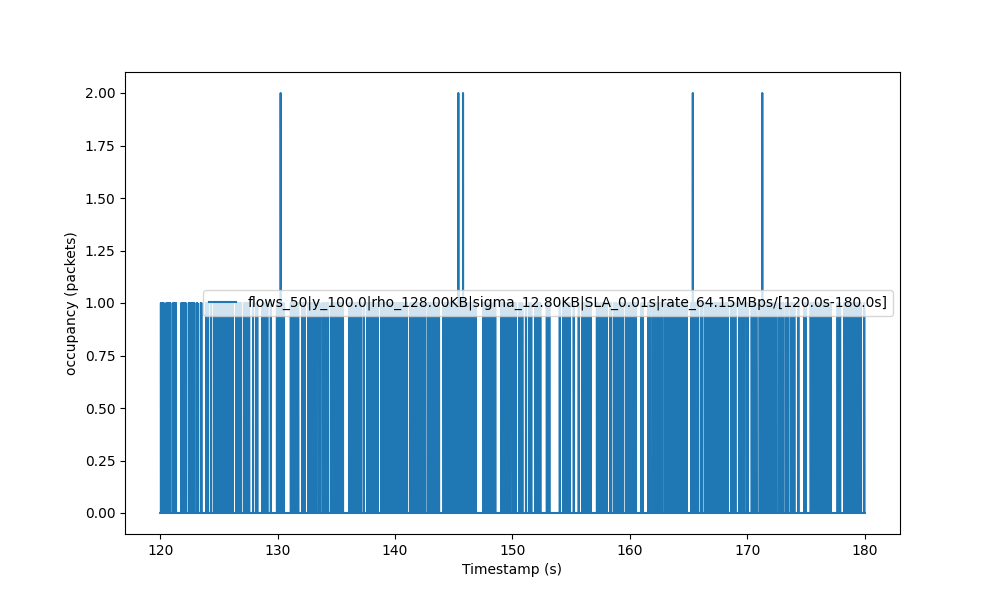 2.00
1.75
1.50
1.25
1.00
0.75
0.50
0.25
0.00
occupancy (packets)
flows_50|y_100.0|rho_128.00KB|sigma_12.80KB|SLA_0.01s|rate_64.15MBps/[120.0s-180.0s]
120 130 140 150 160 170 180
Timestamp (s)